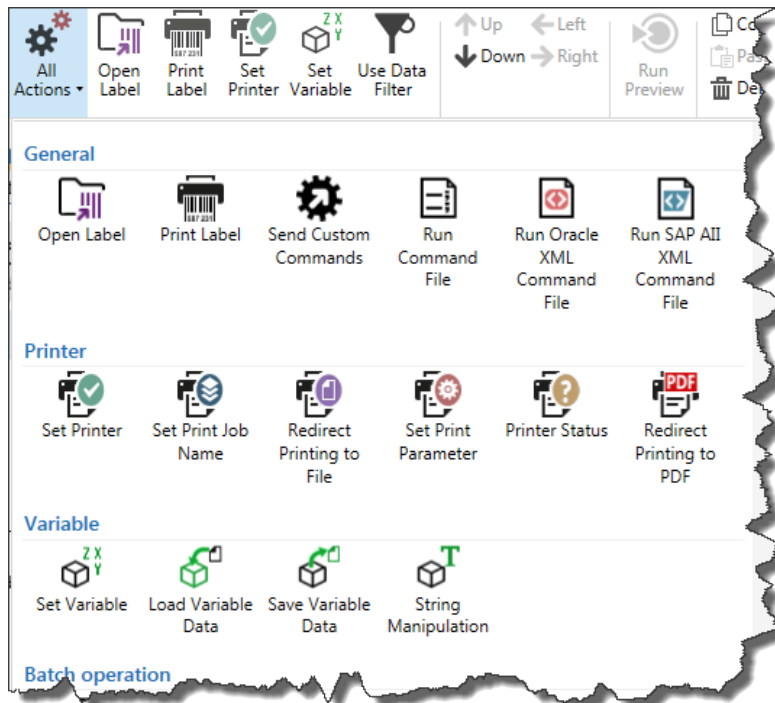 All
Actions
Open
Label
Print
Label
Set
Printer
Set
Variable
Use Data
Filter
Up
Left
Down
Right
Run
Preview
General
Open Label
Print Label
Send Custom
Commands
Run
Command
File
Run Oracle
XML
Command
File
Run SAP AII
XML
Command
File
Printer
Set Printer
Set Print Job
Name
Redirect
Printing to
File
Set Print
Parameter
Printer Status
PDF
Redirect
Printing to
PDF
Variable
Z X
Y
Set Variable
Load Variable
Data
Save Variable
Data
T
String
Manipulation
Batch operation